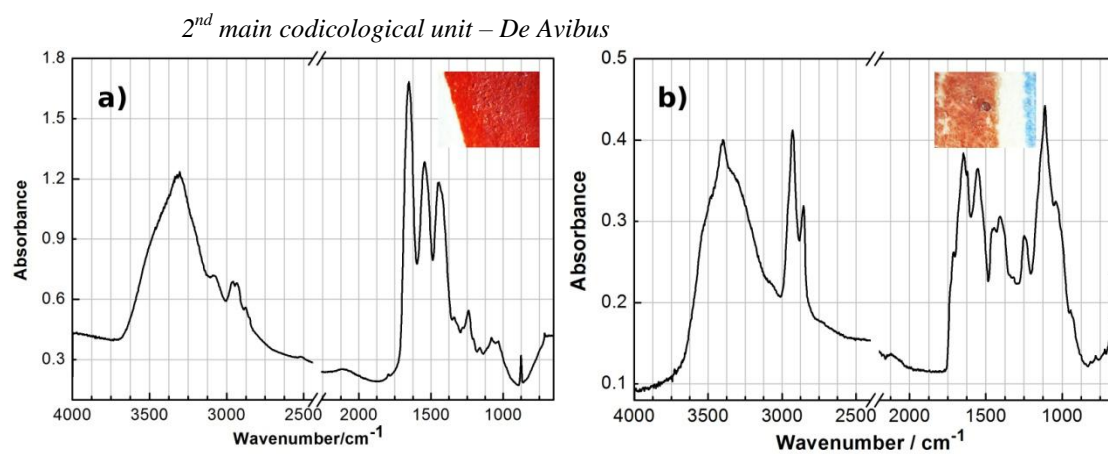 2nd main codicological unit – De Avibus
a)
Absorbance
1.8
1.5
1.2
0.9
0.6
0.3
4000 3500 3000 2500 2000 1500 1000
Wavenumber/cm-1
b)
Absorbance
0.5
0.4
0.3
0.2
0.1
4000 3500 3000 2500 2000 1500 1000
Wavenumber / cm-1